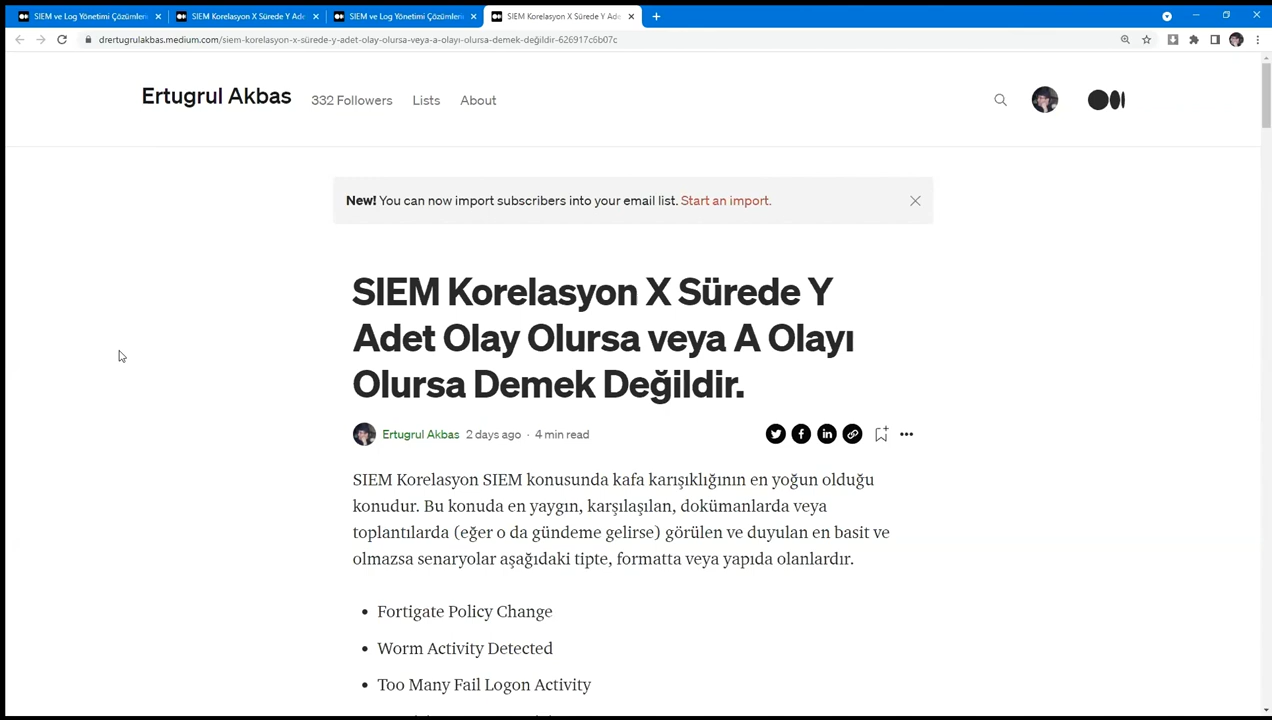 SIEM ve Log Yönetimi Çözümleri
SIEM Korelasyon X Sürede Y Ade
SIEM ve Log Yönetimi Çözümleri
SIEM Korelasyon X Sürede Y Ade
drertugrulakbas.medium.com/siem-korelasyon-x-sürede-y-adet-olay-olursa-veya-a-olayı-olursa-demek-değildir-626917c6b07c
Ertugrul Akbas
332 Followers
Lists
About
New! You can now import subscribers into your email list. Start an import.
SIEM Korelasyon X Sürede Y
Adet Olay Olursa veya A Olayı
Olursa Demek Değildir.
Ertugrul Akbas 2 days ago · 4 min read
SIEM Korelasyon SIEM konusunda kafa karışıklığının en yoğun olduğu
konudur. Bu konuda en yaygın, karşılaşılan, dokümanlarda veya
toplantılarda (eğer o da gündeme gelirse) görülen ve duyulan en basit ve
olmazsa senaryolar aşağıdaki tipte, formatta veya yapıda olanlardır.
• Fortigate Policy Change
• Worm Activity Detected
• Too Many Fail Logon Activity